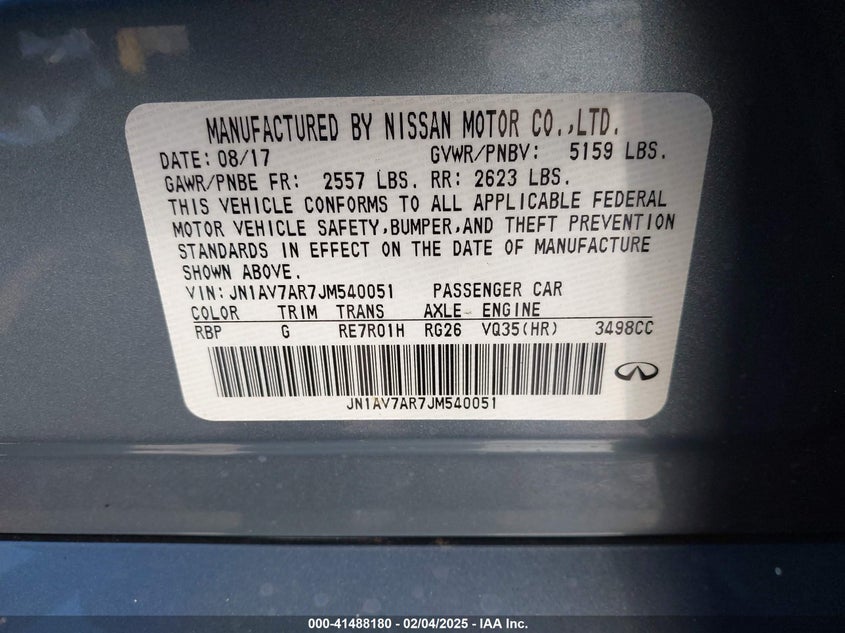 MANUFACTURED BY NISSAN MOTOR CO.,LTD.
DATE: 08/17 GVWR/PNBV: 5159 LBS.
GAWR/PNBE FR: 2557 LBS. RR: 2623 LBS.
THIS VEHICLE CONFORMS TO ALL APPLICABLE FEDERAL
MOTOR VEHICLE SAFETY,BUMPER,AND THEFT PREVENTION
STANDARDS IN EFFECT ON THE DATE OF MANUFACTURE
SHOWN ABOVE.
VIN: JN1AV7AR7JM540051 PASSENGER CAR
COLOR TRIM TRANS AXLE ENGINE
RBP G RE7R01H RG26 VQ35(HR) 3498CC
JN1AV7AR7JM540051
000-41488180 - 02/04/2025 - IAA Inc.